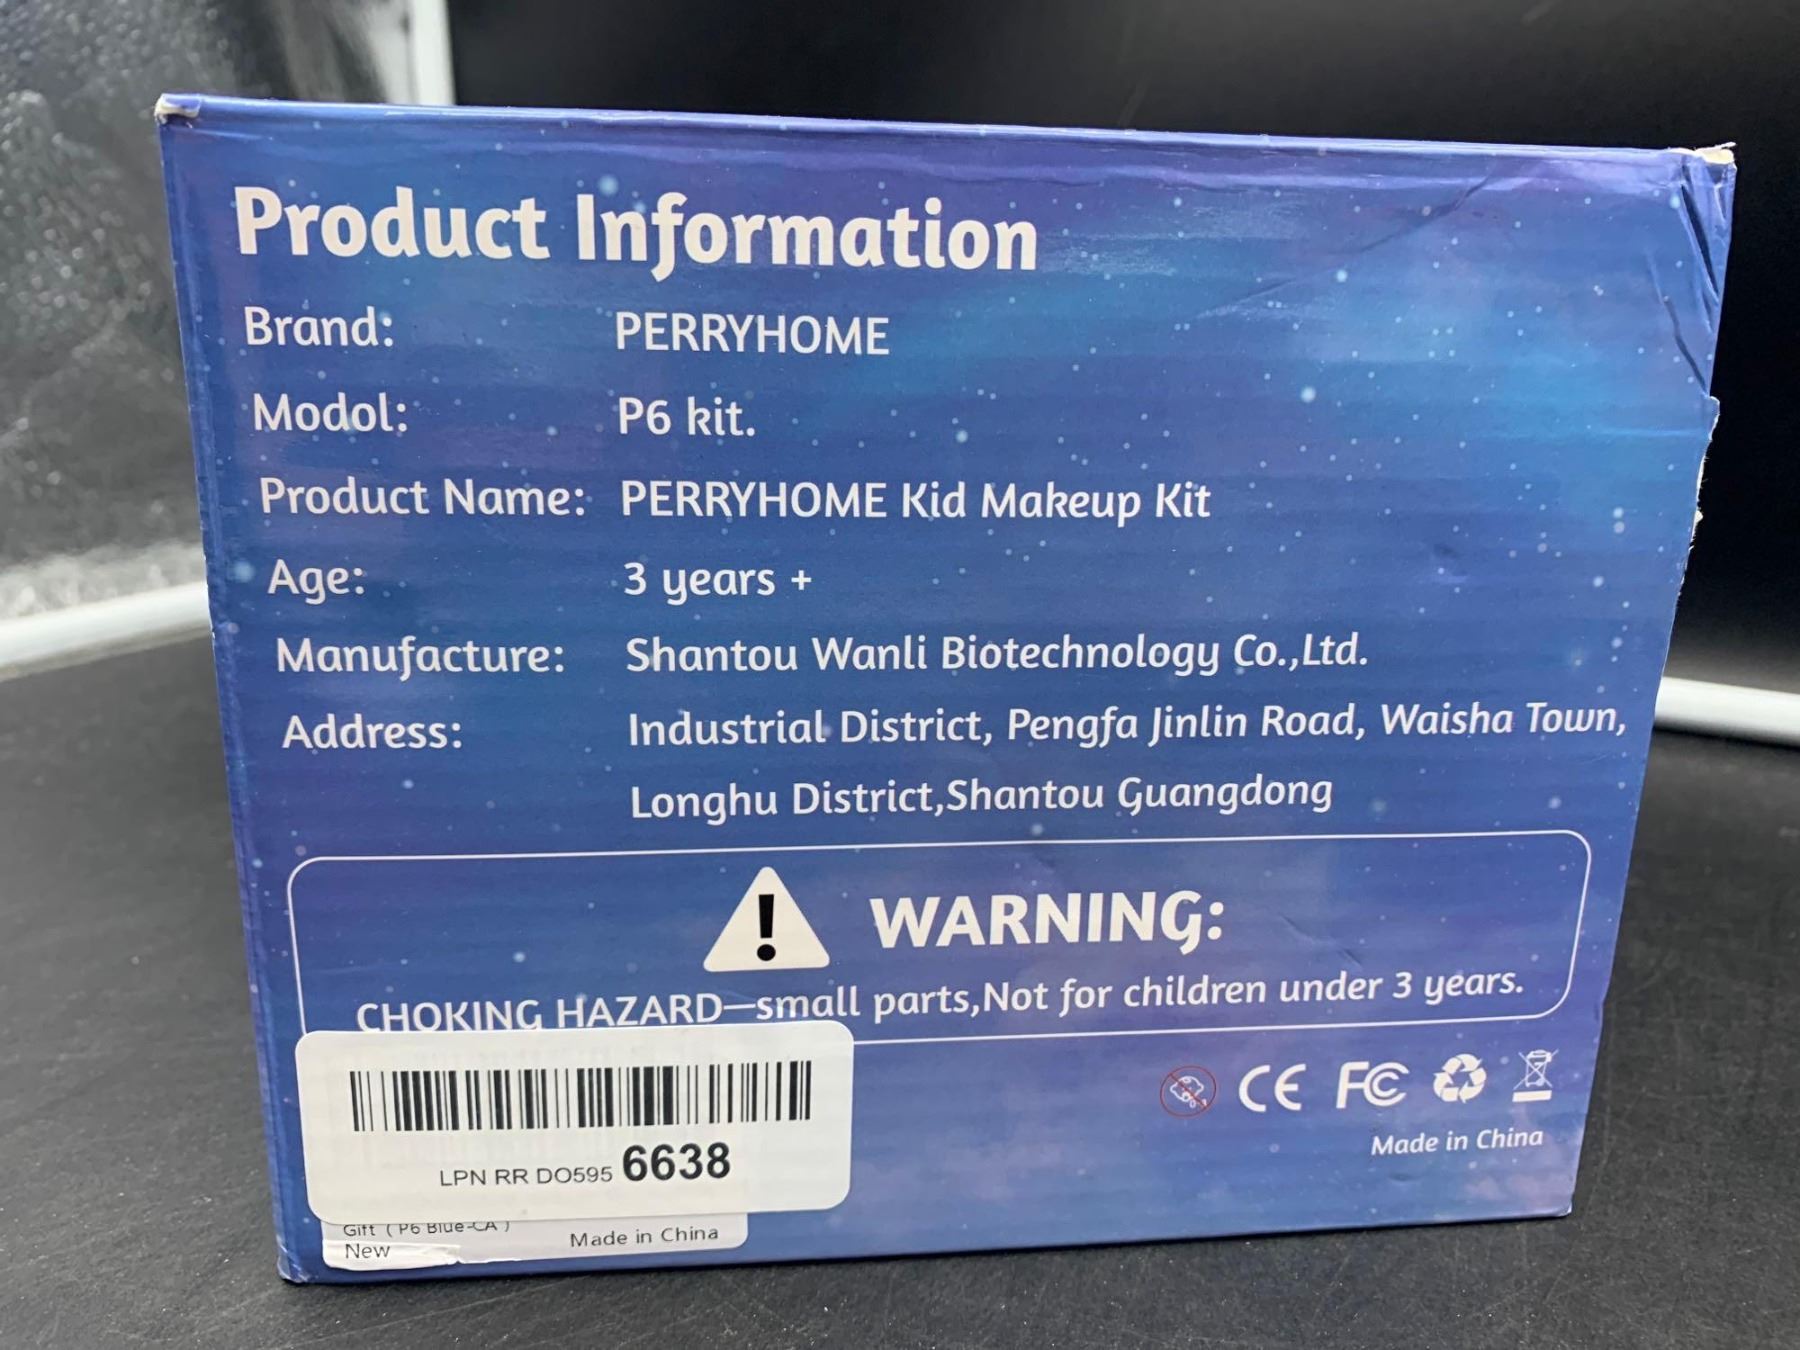 Product Information
Brand: PERRYHOME
Modol: P6 kit.
Product Name: PERRYHOME Kid Makeup Kit
Age: 3 years +
Manufacture: Shantou Wanli Biotechnology Co.,Ltd.
Address: Industrial District, Pengfa Jinlin Road, Waisha Town,
Longhu District,Shantou Guangdong
! WARNING:
CHOKING HAZARD—small parts,Not for children under 3 years.
CE FC
Made in China
LPN RR DO595 6638
Gift ( P6 Blue-CA )
New Made in China